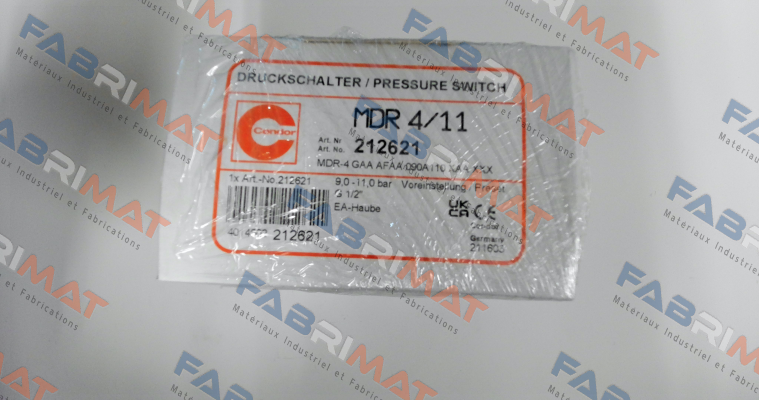 DRUCKSCHALTER / PRESSURE SWITCH
Condor
MDR 4/11
Art. Nr
Art. No. 212621
MDR-4 GAA AFAA 090A110 XAA XXX
1x Art.-No.212621
9,0 -11,0 bar Voreinstellung Preset
G 1/2"
EA-Haube
UK CA CE
Germany
212621
FABRIMAT
Matériaux Industriel et Fabrications